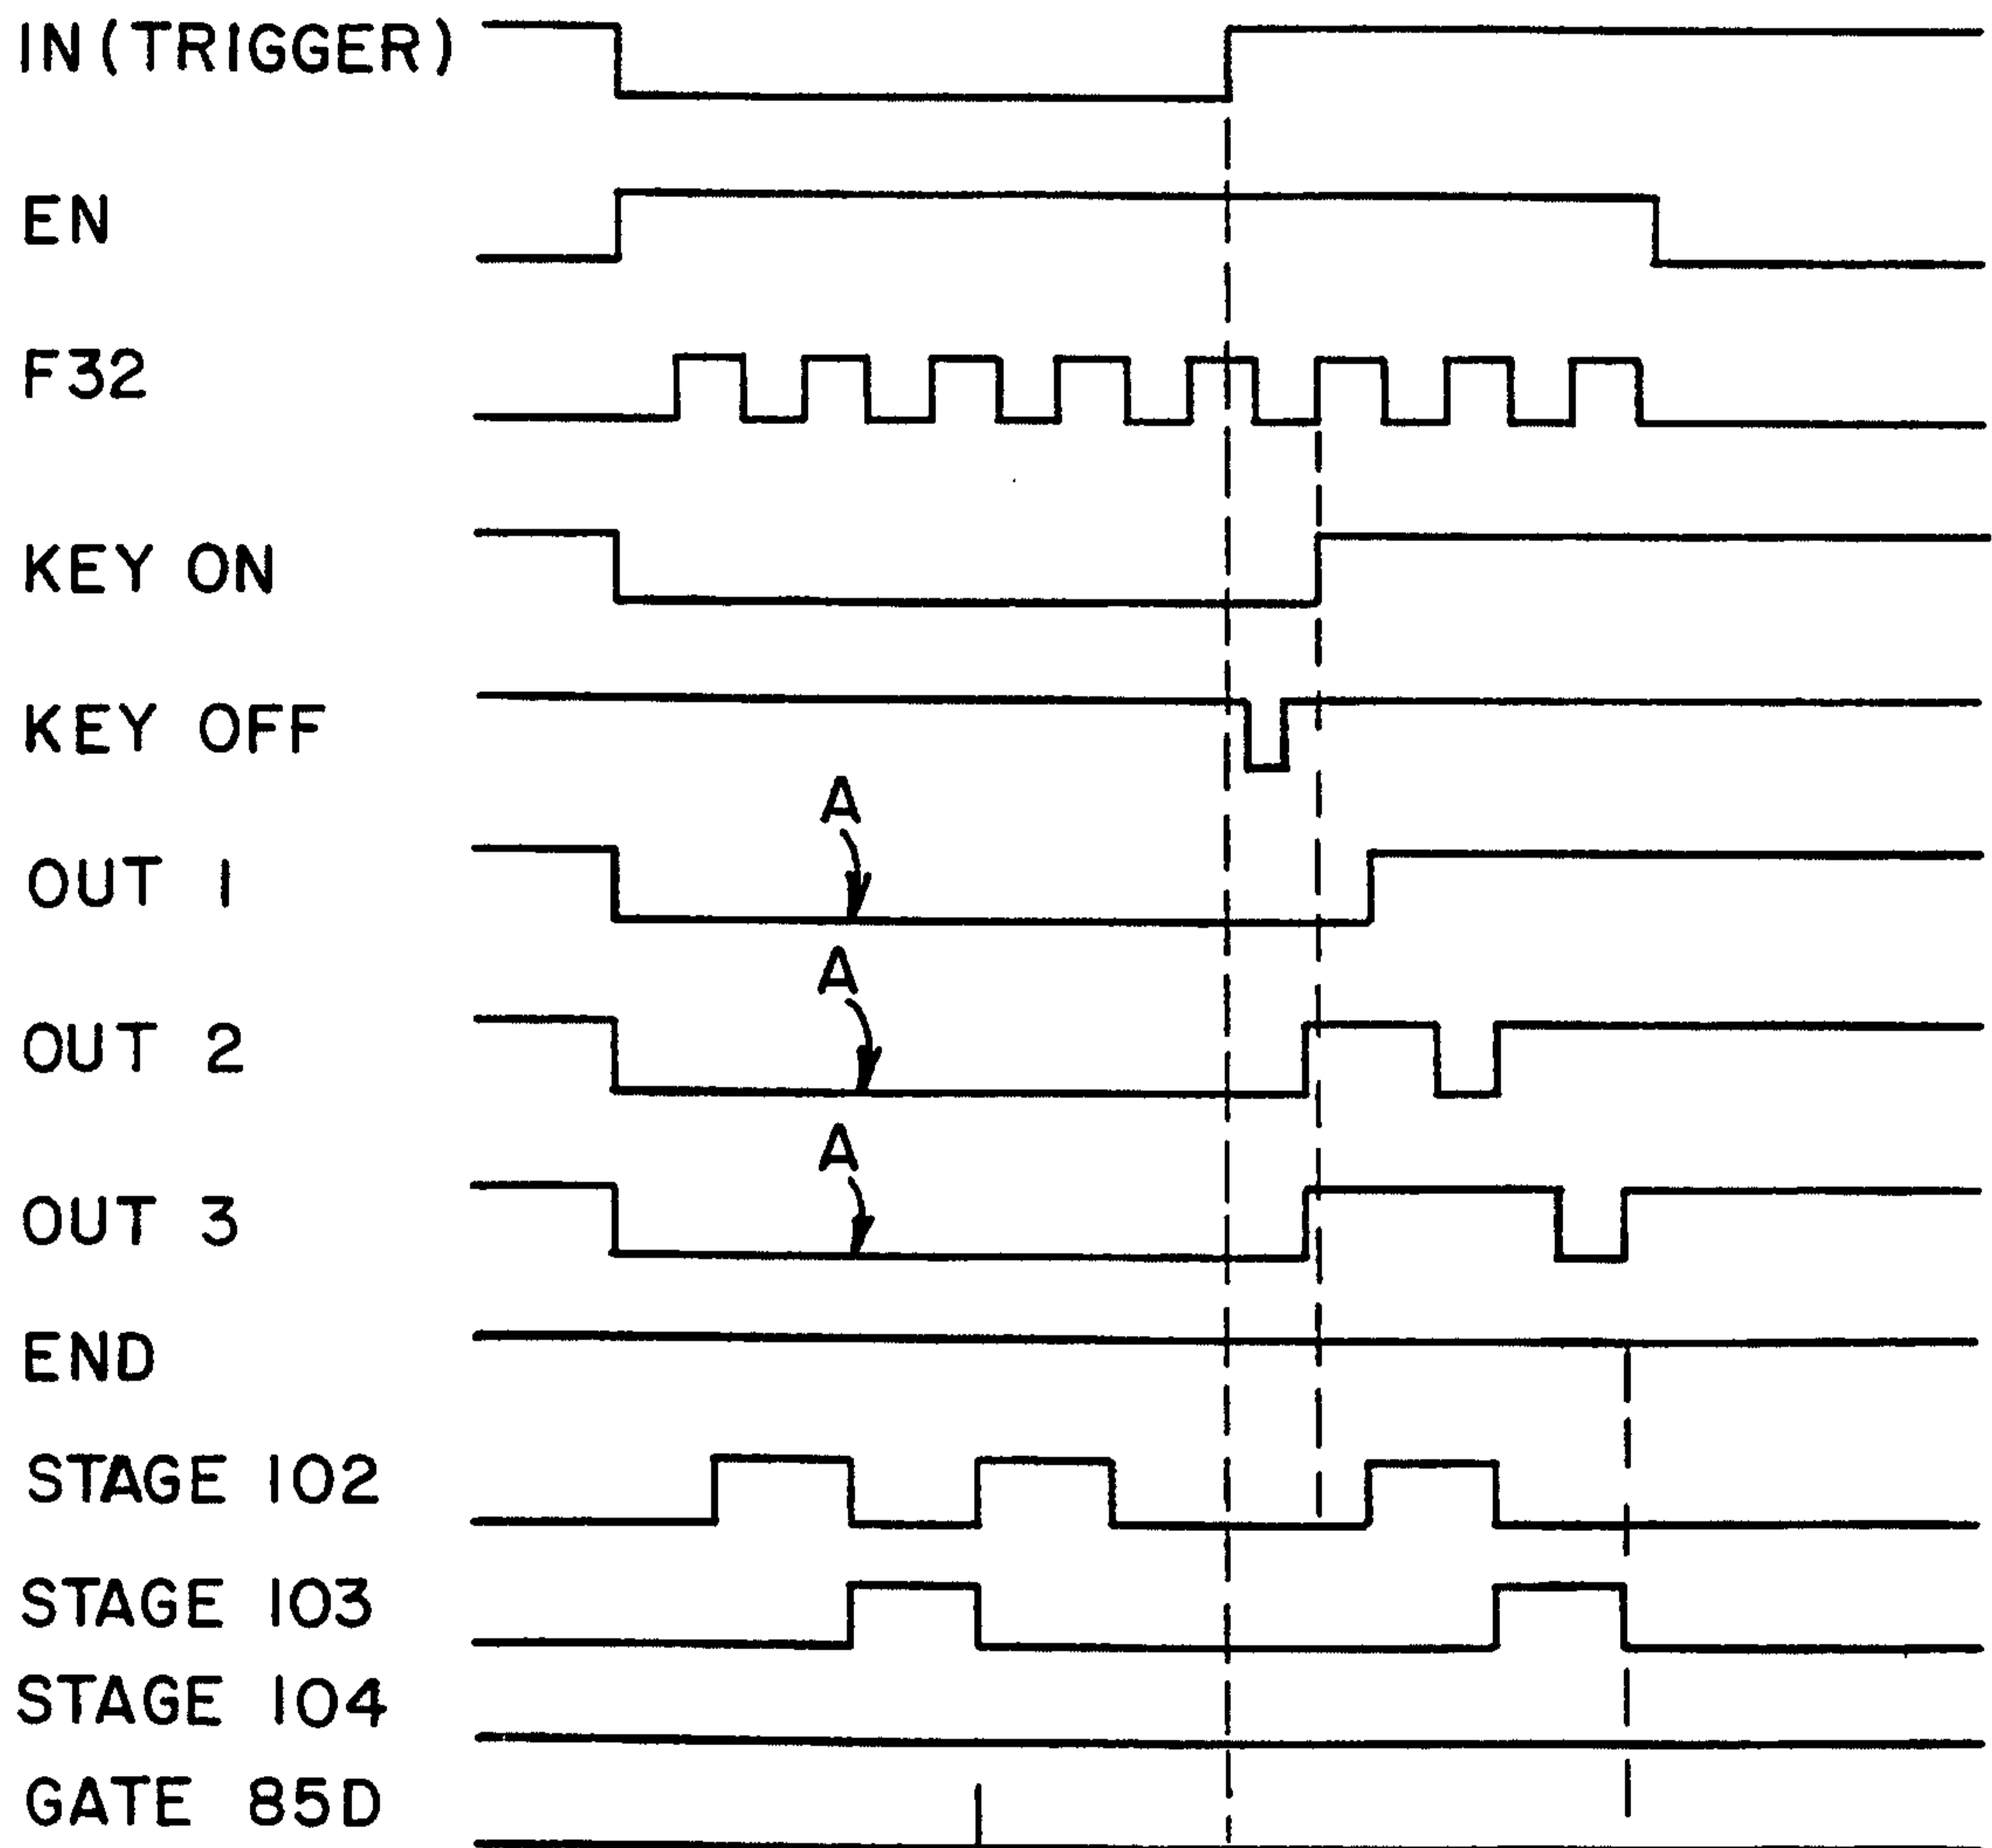 IN(TRIGGER)
EN
F32
KEY ON
KEY OFF
A
OUT 1
A
OUT 2
A
OUT 3
END
STAGE 102
STAGE 103
STAGE 104
GATE 85D